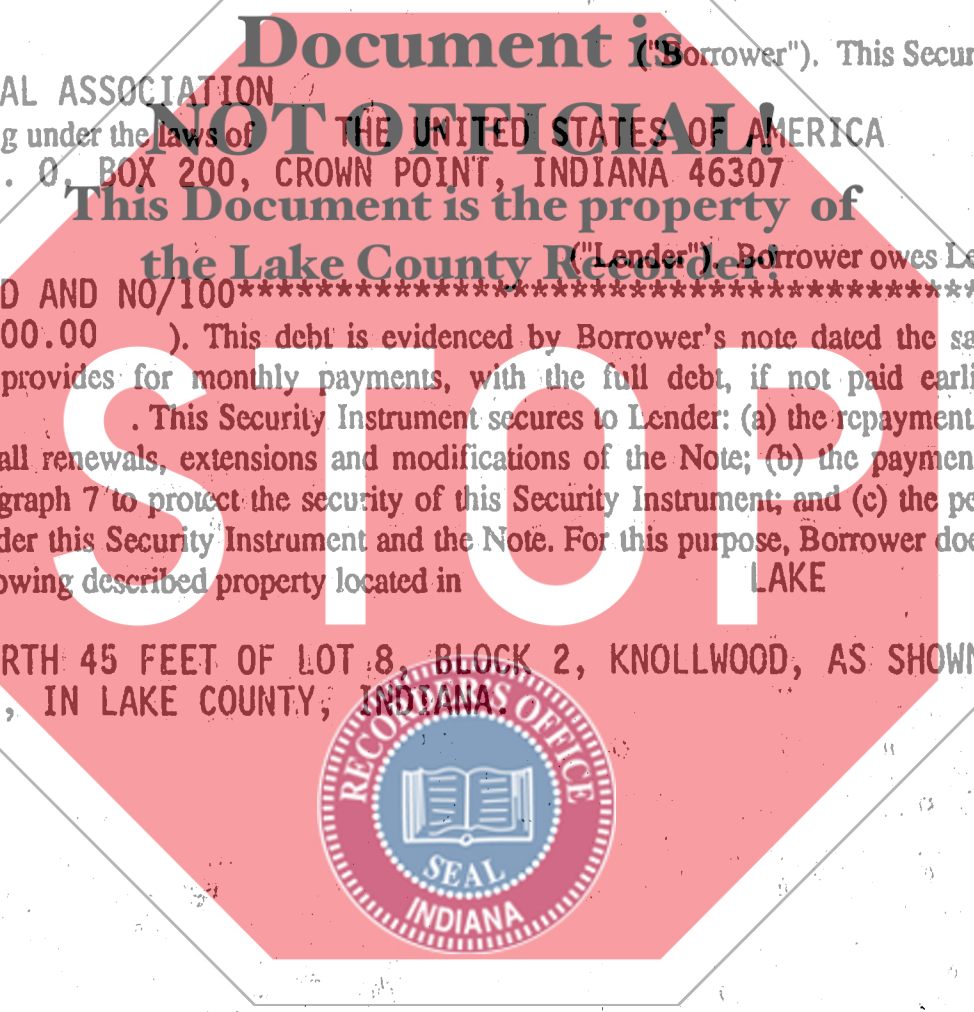 Document is
("Borrower"). This Secur
AL ASSOCIATION
NOT OFFICIAL!
g under the laws of THE UNITED STATES OF AMERICA
. O. BOX 200, CROWN POINT, INDIANA 46307
This Document is the property of
the Lake County Recorder!
("Lender"). Borrower owes Le
D AND NO/100****************************************
00.00 ). This debt is evidenced by Borrower's note dated the sa
provides for monthly payments, with the full debt, if not paid earli
. This Security Instrument secures to Lender: (a) the repayment
all renewals, extensions and modifications of the Note; (b) the paymen
graph 7 to protect the security of this Security Instrument; and (c) the pe
der this Security Instrument and the Note. For this purpose, Borrower doe
owing described property located in LAKE
STOP
RTH 45 FEET OF LOT 8, BLOCK 2, KNOLLWOOD, AS SHOWN
, IN LAKE COUNTY, INDIANA.
RECORDER'S OFFICE
SEAL
INDIANA